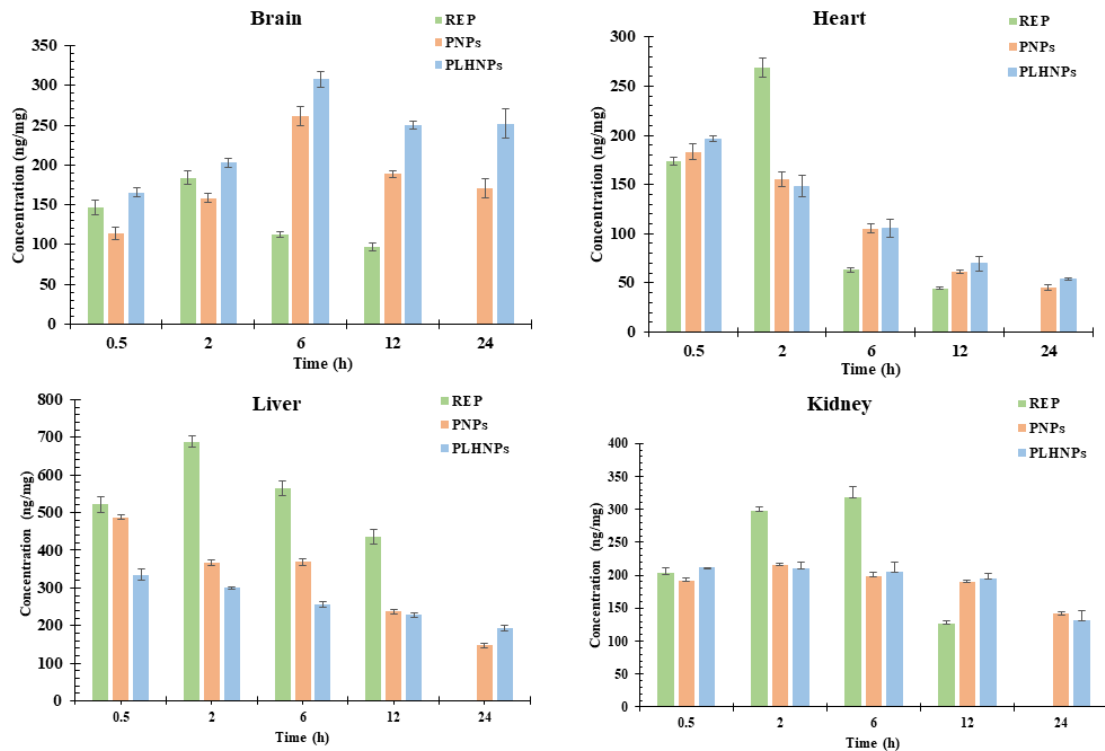 Brain
REP
PNPs
PLHNPs
Concentration (ng/mg)
350
300
250
200
150
100
50
0
0.5 2 6 12 24
Time (h)
Heart
REP
PNPs
PLHNPs
Concentration (ng/mg)
300
250
200
150
100
50
0
0.5 2 6 12 24
Time (h)
Liver
REP
PNPs
PLHNPs
Concentration (ng/mg)
800
700
600
500
400
300
200
100
0
0.5 2 6 12 24
Time (h)
Kidney
REP
PNPs
PLHNPs
Concentration (ng/mg)
400
350
300
250
200
150
100
50
0
0.5 2 6 12 24
Time (h)